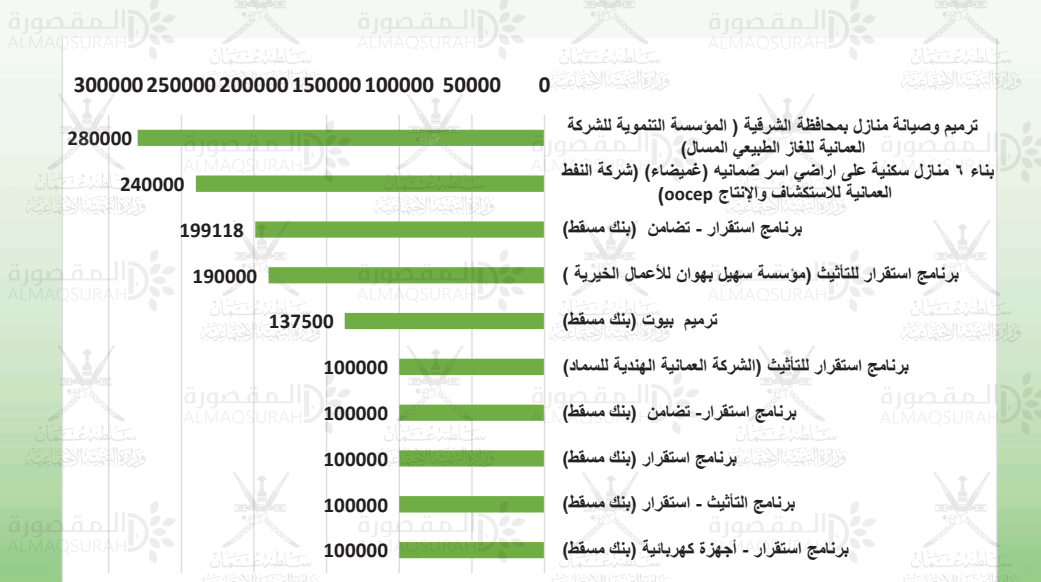 300000 250000 200000 150000 100000 50000 0
ترميم وصيانة منازل بمحافظة الشرقية ( المؤسسة التنموية للشركة
العمانية للغاز الطبيعي المسال)
280000
بناء ٦ منازل سكنية على اراضي اسر ضمانيه (غميضاء) (شركة النفط
العمانية للاستكشاف والإنتاج oocep)
240000
برنامج استقرار - تضامن (بنك مسقط)
199118
برنامج استقرار للتأثيث (مؤسسة سهيل بهوان للأعمال الخيرية )
190000
ترميم بيوت (بنك مسقط)
137500
برنامج استقرار للتأثيث (الشركة العمانية الهندية للسماد)
100000
برنامج استقرار- تضامن (بنك مسقط)
100000
برنامج استقرار (بنك مسقط)
100000
برنامج التأثيث - استقرار (بنك مسقط)
100000
برنامج استقرار - أجهزة كهربائية (بنك مسقط)
100000
المقصورة
ALMAQSURAH
سلطنة عمان
وزارة التنمية الاجتماعية